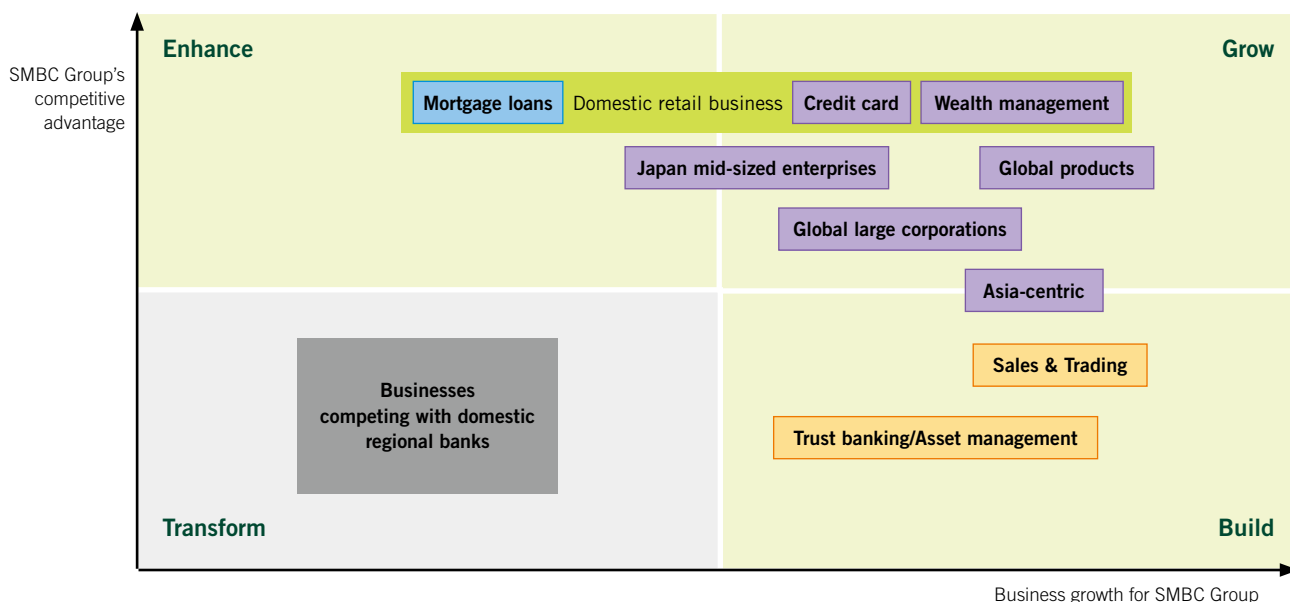 SMBC Group's
competitive
advantage
Enhance
Grow
Mortgage loans
Domestic retail business
Credit card
Wealth management
Japan mid-sized enterprises
Global products
Global large corporations
Asia-centric
Businesses
competing with domestic
regional banks
Sales & Trading
Trust banking/Asset management
Transform
Build
Business growth for SMBC Group